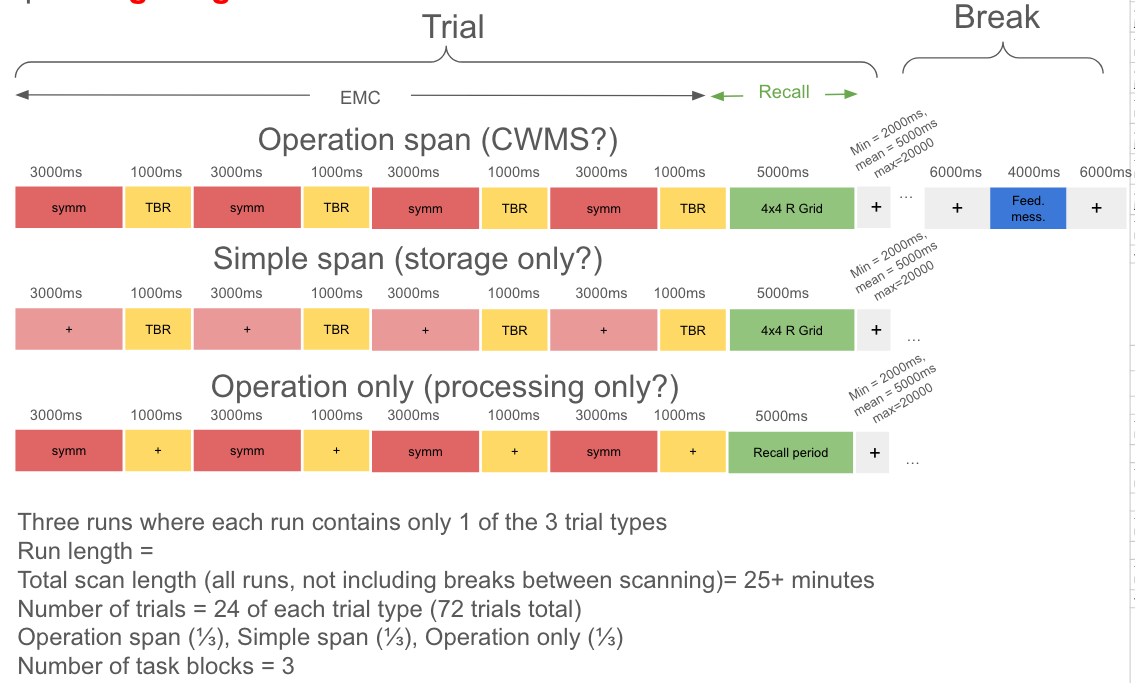 Trial
Break
EMC
Recall
Operation span (CWMS?)
Min = 2000ms,
mean = 5000ms
max=20000
3000ms 1000ms 3000ms 1000ms 3000ms 1000ms 3000ms 1000ms 5000ms 6000ms 4000ms 6000ms
symm TBR symm TBR symm TBR symm TBR 4x4 R Grid + ... + Feed. mess. +
Simple span (storage only?)
Min = 2000ms,
mean = 5000ms
max=20000
3000ms 1000ms 3000ms 1000ms 3000ms 1000ms 3000ms 1000ms 5000ms
+ TBR + TBR + TBR + TBR 4x4 R Grid + ...
Operation only (processing only?)
Min = 2000ms,
mean = 5000ms
max=20000
3000ms 1000ms 3000ms 1000ms 3000ms 1000ms 3000ms 1000ms 5000ms
symm + symm + symm + symm + Recall period + ...
Three runs where each run contains only 1 of the 3 trial types
Run length =
Total scan length (all runs, not including breaks between scanning)= 25+ minutes
Number of trials = 24 of each trial type (72 trials total)
Operation span (⅓), Simple span (⅓), Operation only (⅓)
Number of task blocks = 3